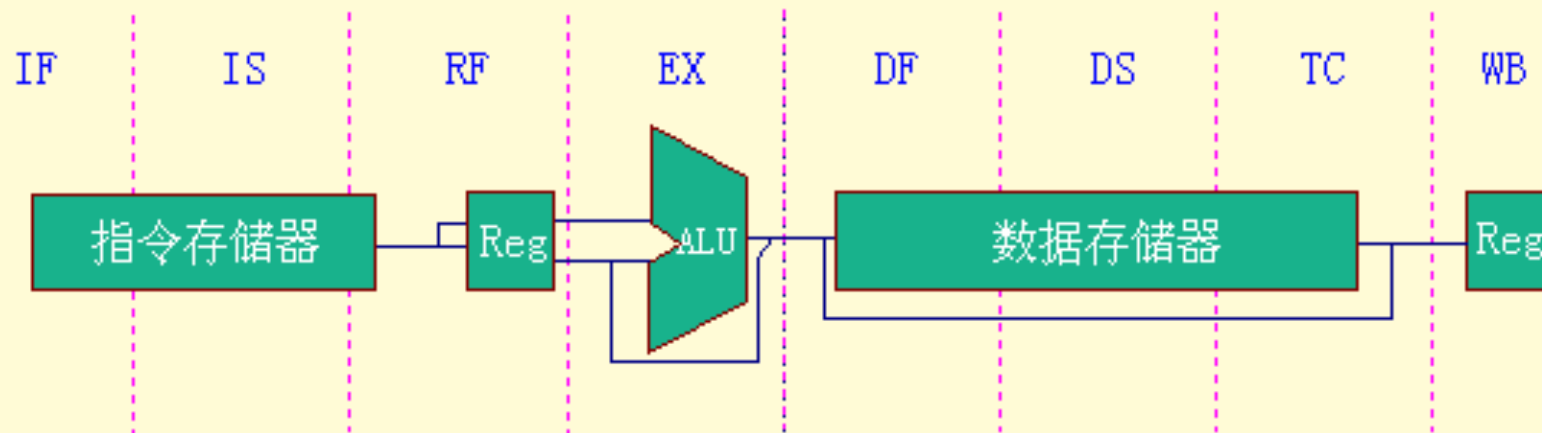 IF IS RF EX DF DS TC WB
指令存储器 Reg ALU 数据存储器 Reg